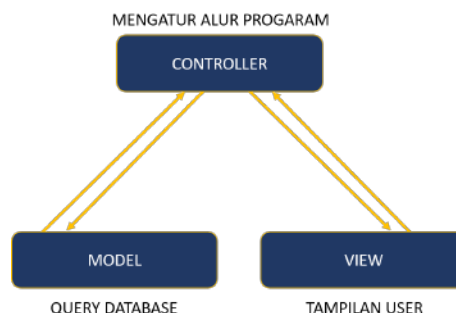 MENGATUR ALUR PROGARAM
CONTROLLER
MODEL
VIEW
QUERY DATABASE
TAMPILAN USER